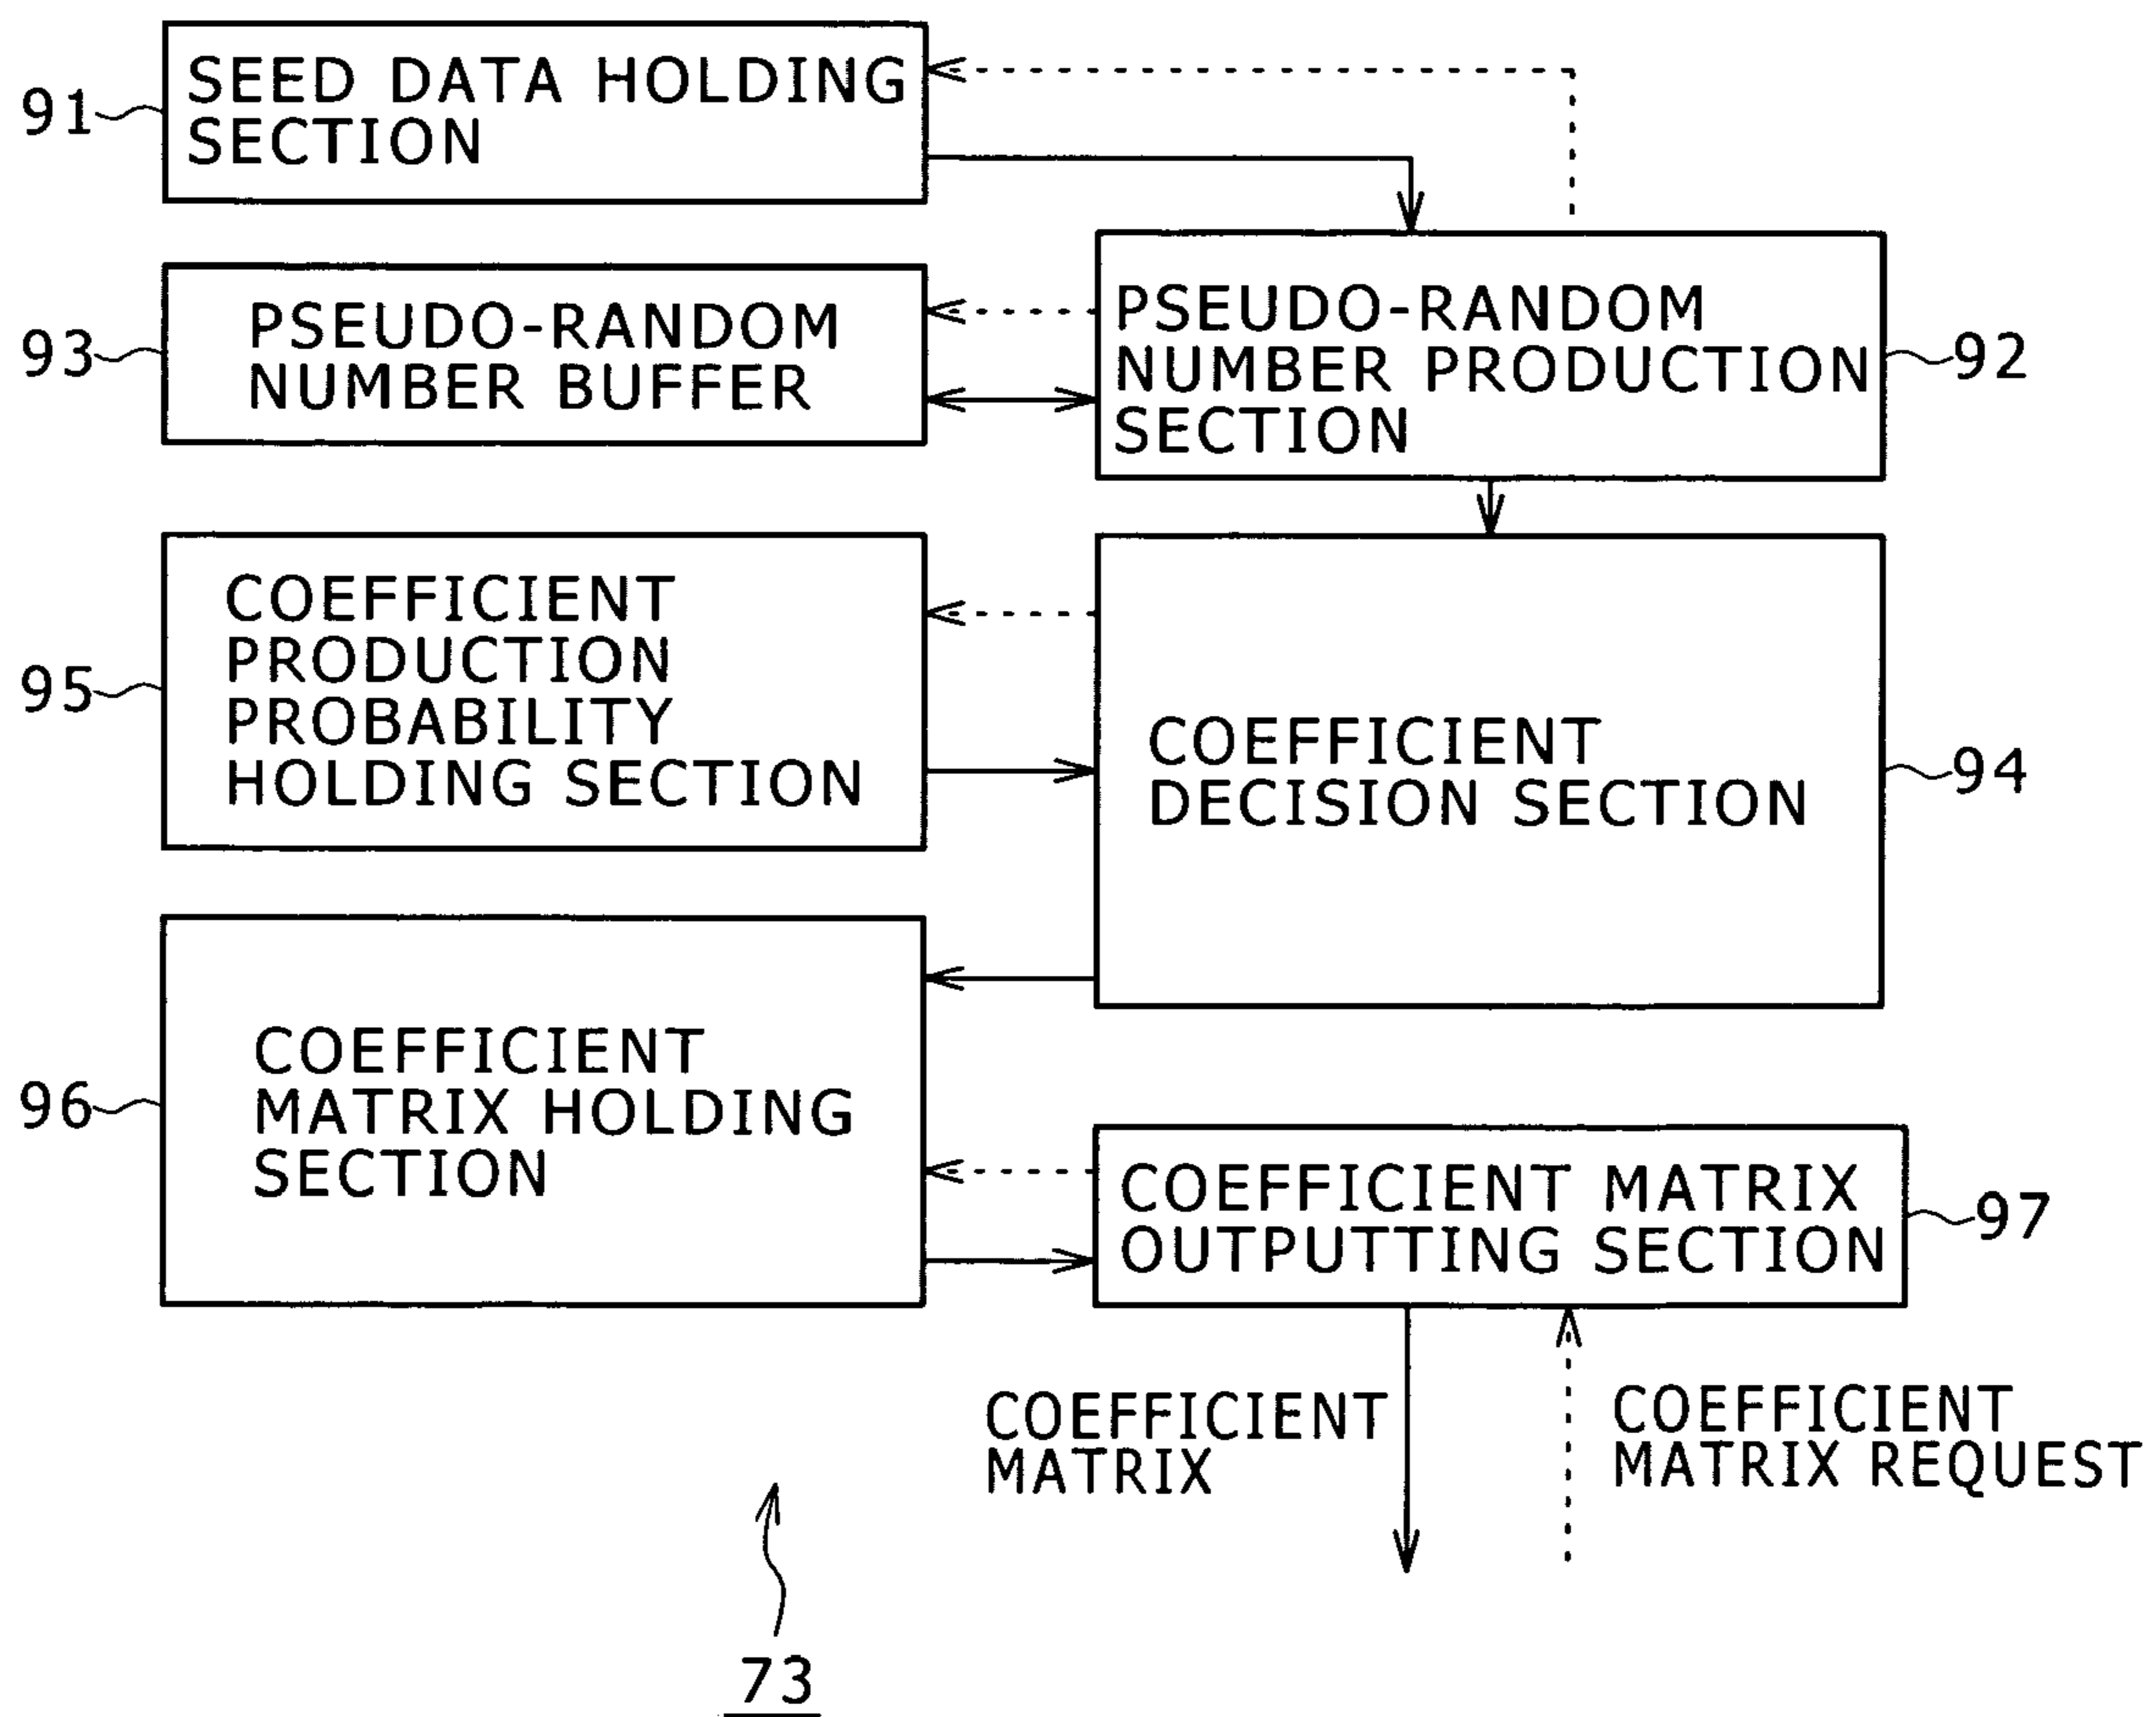 91
SEED DATA HOLDING
SECTION
93
PSEUDO-RANDOM
NUMBER BUFFER
PSEUDO-RANDOM
NUMBER PRODUCTION
SECTION
92
95
COEFFICIENT
PRODUCTION
PROBABILITY
HOLDING SECTION
COEFFICIENT
DECISION SECTION
94
96
COEFFICIENT
MATRIX HOLDING
SECTION
COEFFICIENT MATRIX
OUTPUTTING SECTION
97
COEFFICIENT
MATRIX
COEFFICIENT
MATRIX REQUEST
73